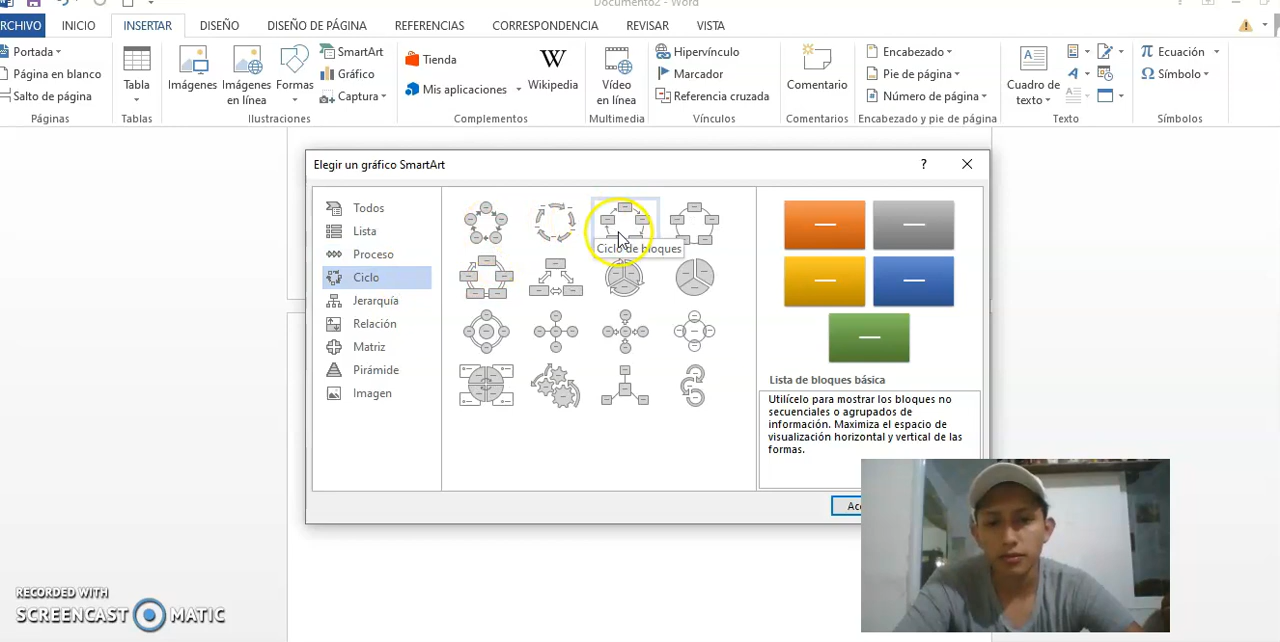 Documento2 - Word
RCHIVO INICIO INSERTAR DISEÑO DISEÑO DE PÁGINA REFERENCIAS CORRESPONDENCIA REVISAR VISTA
Portada
Página en blanco
Salto de página
Páginas
Tabla
Tablas
Imágenes
Imágenes en línea
Formas
SmartArt
Gráfico
Captura
Ilustraciones
Tienda
Mis aplicaciones
W
Wikipedia
Complementos
Vídeo en línea
Multimedia
Hipervínculo
Marcador
Referencia cruzada
Vínculos
Comentario
Comentarios
Encabezado
Pie de página
Número de página
Encabezado y pie de página
Cuadro de texto
Texto
Ecuación
Símbolo
Símbolos
Elegir un gráfico SmartArt
Todos
Lista
Proceso
Ciclo
Jerarquía
Relación
Matriz
Pirámide
Imagen
Ciclo de bloques
Lista de bloques básica
Utilícelo para mostrar los bloques no
secuenciales o agrupados de
información. Maximiza el espacio de
visualización horizontal y vertical de las
formas.
Ace
RECORDED WITH
SCREENCAST MATIC